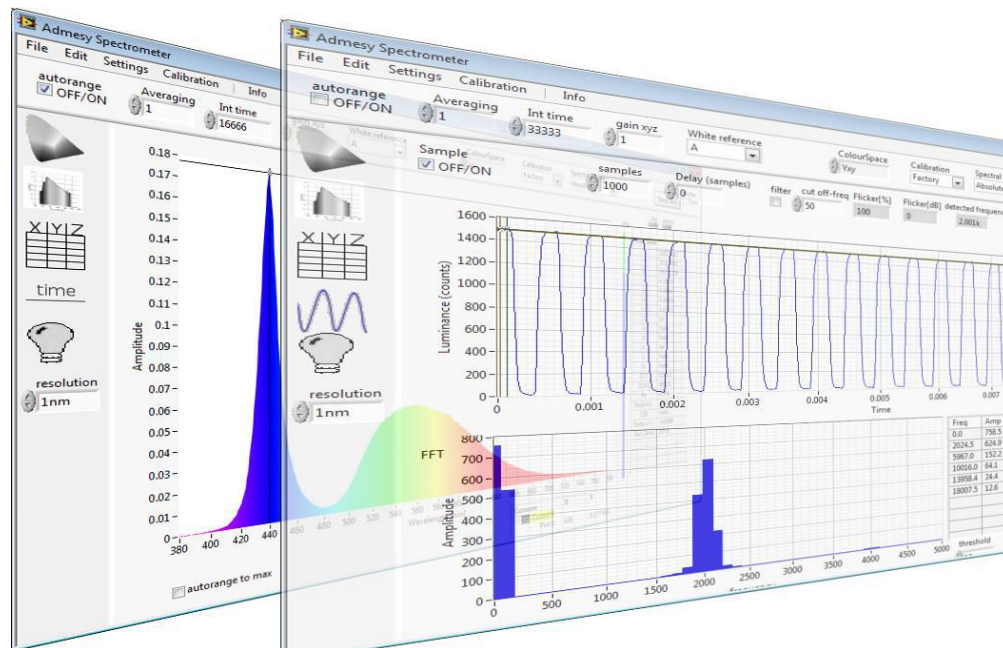 Admesy Spectrometer
File Edit Settings Calibration Info
autorange
OFF/ON
Averaging
1
Int time
16666
0.18
0.17
0.16
0.15
0.14
0.13
0.12
0.11
0.1
0.09
0.08
0.07
0.06
0.05
0.04
0.03
0.02
0.01
0
Amplitude
380 400 420 440 460 480 500 520 540 560
X Y Z
time
resolution
1nm
autorange to max
Admesy Spectrometer
File Edit Settings Calibration Info
autorange
OFF/ON
Averaging
1
Int time
33333
gain xyz
1
White reference
A
ColourSpace
Yxy
Calibration
Factory
Spectral
Absolute
Sample
OFF/ON
samples
1000
Delay (samples)
0
filter
cut off-freq
50
Flicker[%]
100
Flicker[dB]
0
detected frequenc
2.001k
X Y Z
resolution
1nm
1600
1400
1200
1000
800
600
400
200
0
Luminance (counts)
0 0.001 0.002 0.003 0.004 0.005 0.006 0.007
Time
FFT
800
700
600
500
400
300
200
100
0
Amplitude
0 500 1000 1500 2000 2500 3000 3500 4000 4500 5000
Freq Amp
0.0 758.5
2024.5 624.9
5967.0 152.2
10016.0 64.1
13958.4 24.4
18007.5 12.6
threshold